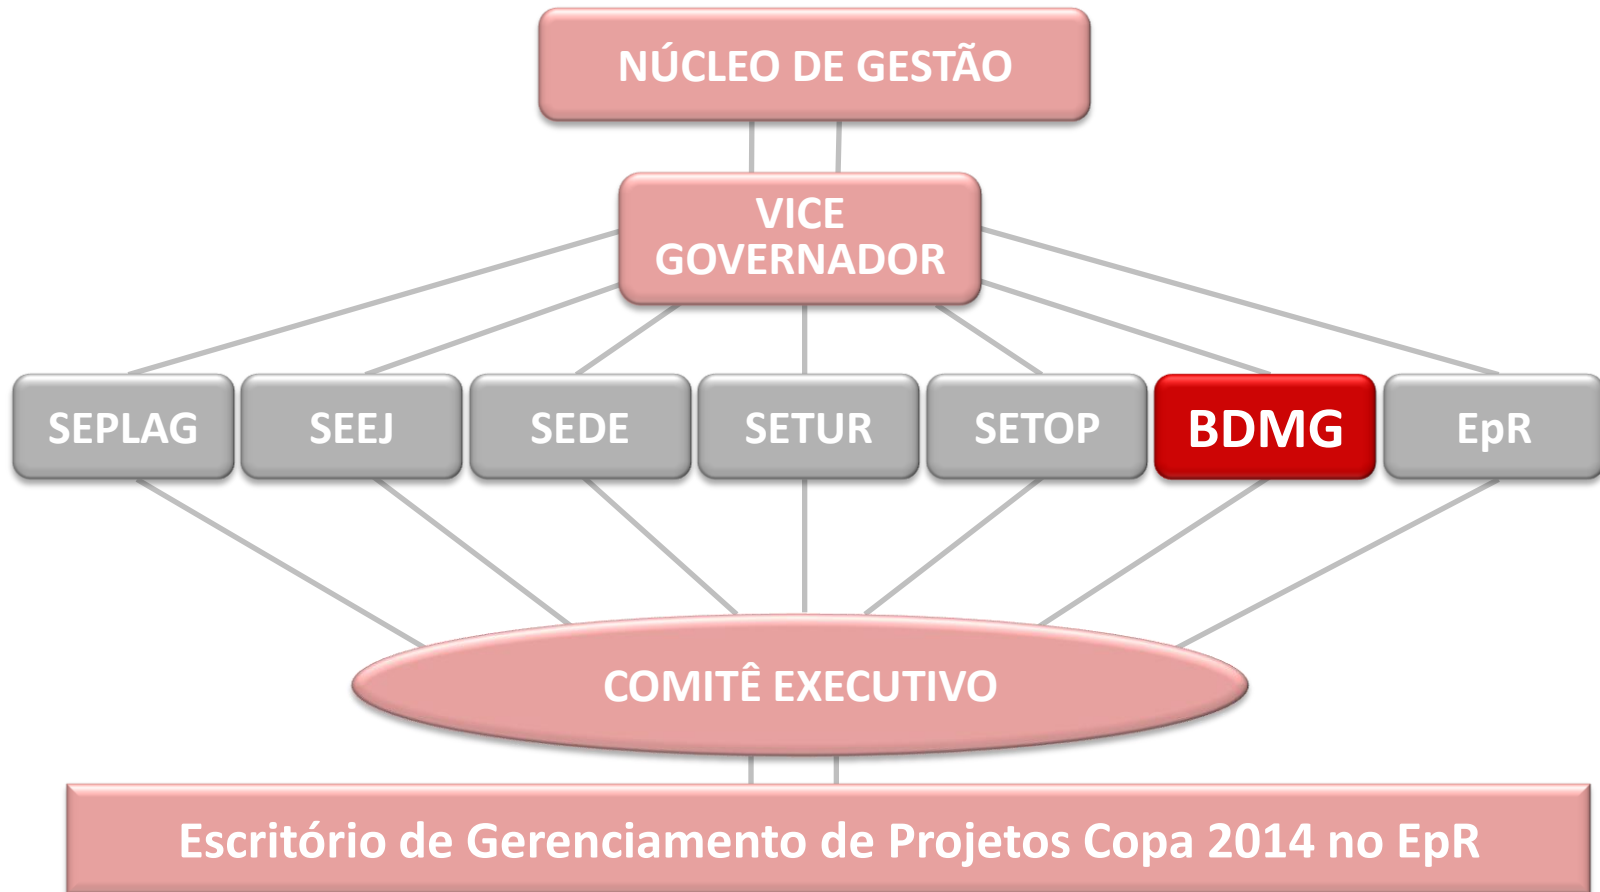 NÚCLEO DE GESTÃO
VICE
GOVERNADOR
SEPLAG
SEEJ
SEDE
SETUR
SETOP
BDMG
EpR
COMITÊ EXECUTIVO
Escritório de Gerenciamento de Projetos Copa 2014 no EpR